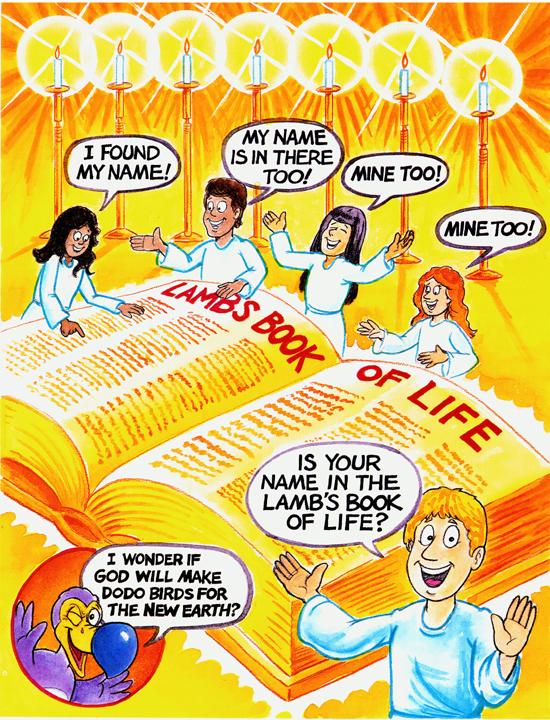 I FOUND
MY NAME!
MY NAME
IS IN THERE
TOO!
MINE TOO!
MINE TOO!
LAMB'S BOOK
OF LIFE
IS YOUR
NAME IN THE
LAMB'S BOOK
OF LIFE?
I WONDER IF
GOD WILL MAKE
DODO BIRDS FOR
THE NEW EARTH?